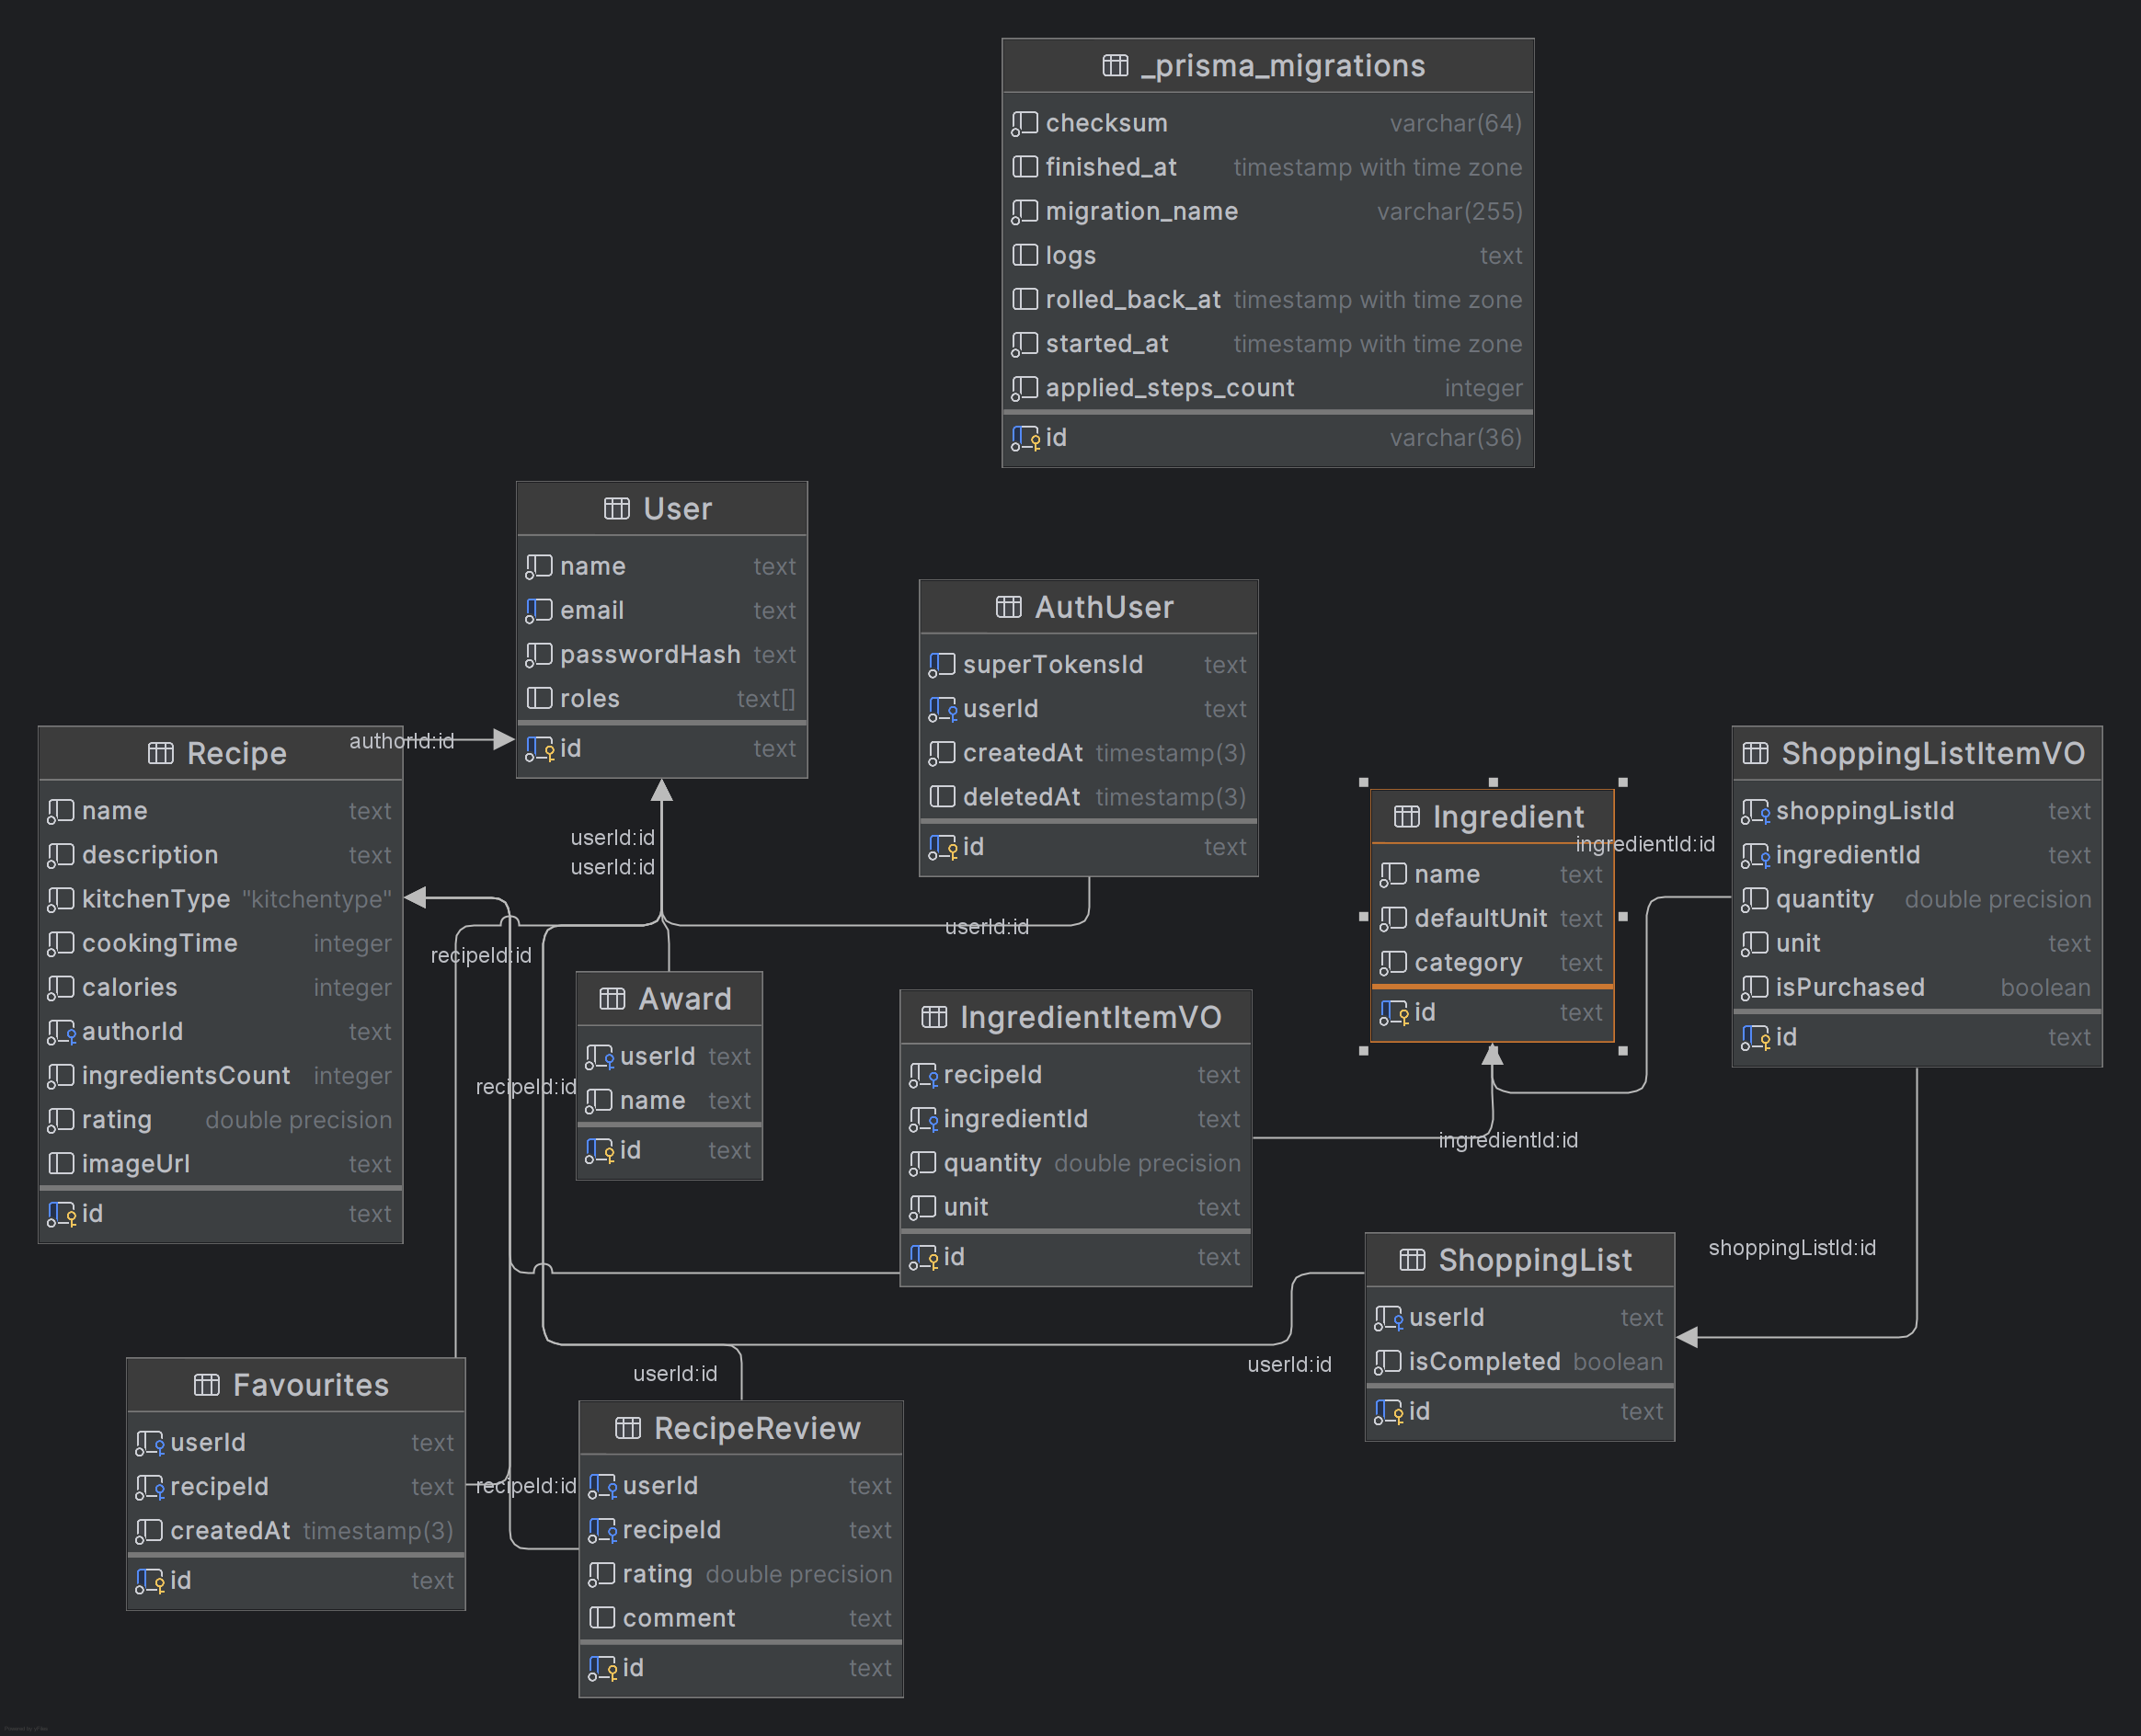 _prisma_migrations
checksum varchar(64)
finished_at timestamp with time zone
migration_name varchar(255)
logs text
rolled_back_at timestamp with time zone
started_at timestamp with time zone
applied_steps_count integer
id varchar(36)
User
name text
email text
passwordHash text
roles text[]
id text
AuthUser
superTokensId text
userId text
createdAt timestamp(3)
deletedAt timestamp(3)
id text
Recipe
name text
description text
kitchenType "kitchentype"
cookingTime integer
calories integer
authorId text
ingredientsCount integer
rating double precision
imageUrl text
id text
authorId:id
userId:id
userId:id
userId:id
recipeId:id
recipeId:id
Ingredient
name text
defaultUnit text
category text
id text
ingredientId:id
ShoppingListItemVO
shoppingListId text
ingredientId text
quantity double precision
unit text
isPurchased boolean
id text
Award
userId text
name text
id text
IngredientItemVO
recipeId text
ingredientId text
quantity double precision
unit text
id text
ingredientId:id
shoppingListId:id
ShoppingList
userId text
isCompleted boolean
id text
userId:id
userId:id
Favourites
userId text
recipeId text
createdAt timestamp(3)
id text
recipeId:id
RecipeReview
userId text
recipeId text
rating double precision
comment text
id text
Powered by yFiles